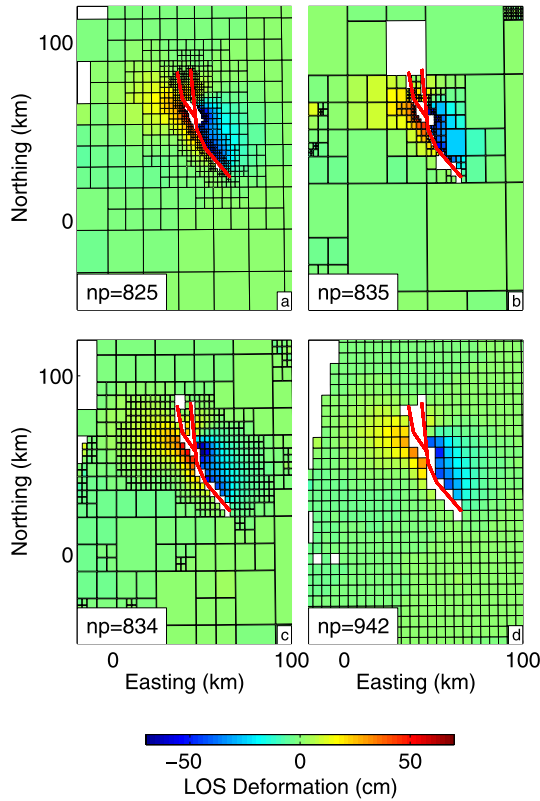 100
Northing (km)
0
np=825
a
np=835
b
100
Northing (km)
0
np=834
c
np=942
d
0
100
0
100
Easting (km)
Easting (km)
−50
0
50
LOS Deformation (cm)